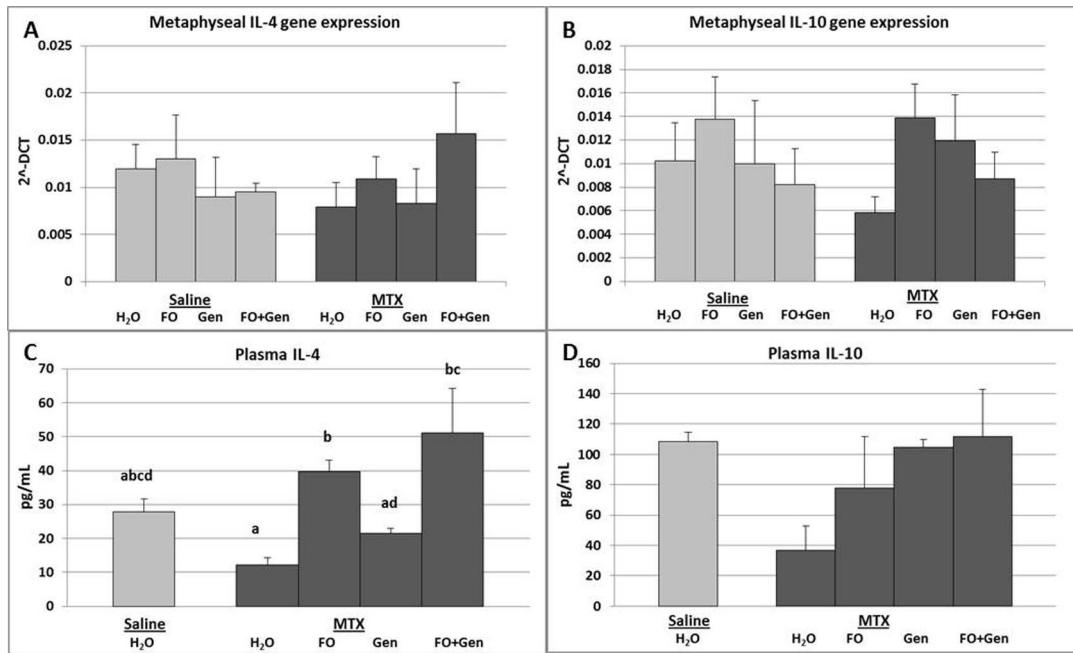 A
Metaphyseal IL-4 gene expression
2^-DCT
0.025
0.02
0.015
0.01
0.005
0
Saline
MTX
H₂O FO Gen FO+Gen
H₂O FO Gen FO+Gen
B
Metaphyseal IL-10 gene expression
2^-DCT
0.02
0.018
0.016
0.014
0.012
0.01
0.008
0.006
0.004
0.002
0
Saline
MTX
H₂O FO Gen FO+Gen
H₂O FO Gen FO+Gen
C
Plasma IL-4
pg/mL
70
60
50
40
30
20
10
0
abcd
a
b
ad
bc
Saline
MTX
H₂O
H₂O FO Gen FO+Gen
D
Plasma IL-10
pg/mL
160
140
120
100
80
60
40
20
0
Saline
MTX
H₂O
H₂O FO Gen FO+Gen